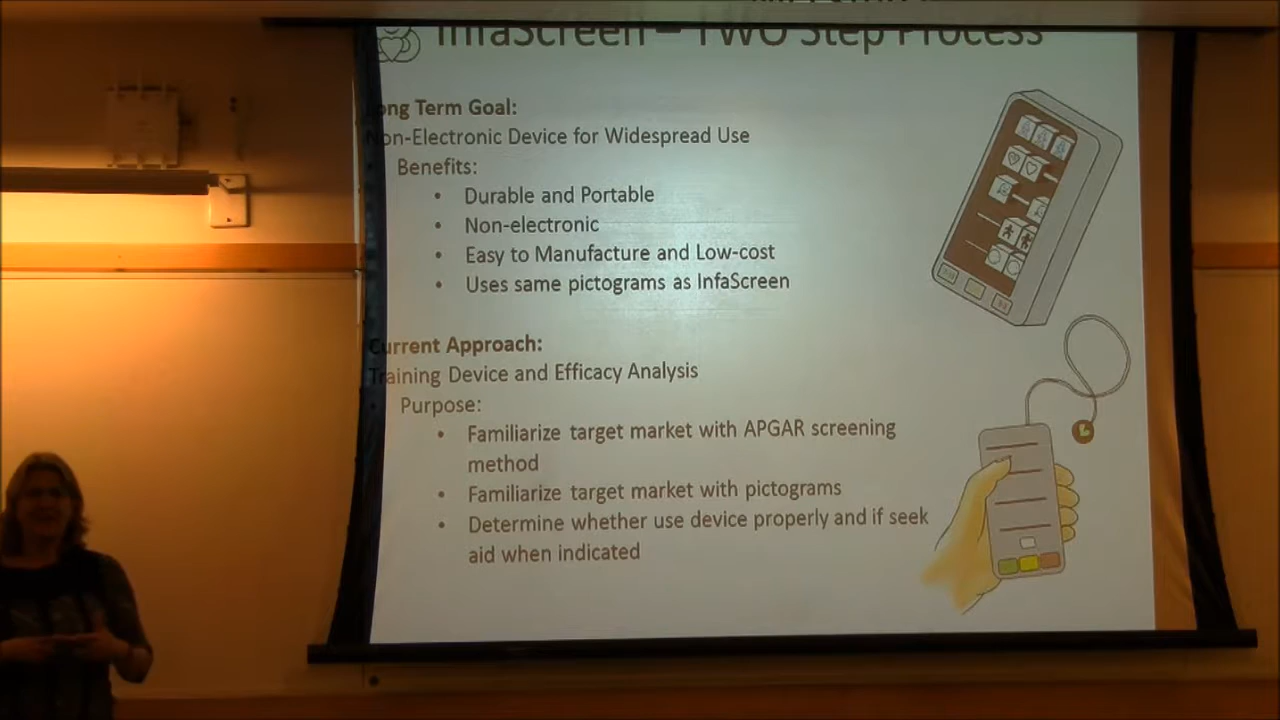 InfaScreen – TWO Step Process
Long Term Goal:
Non-Electronic Device for Widespread Use
Benefits:
• Durable and Portable
• Non-electronic
• Easy to Manufacture and Low-cost
• Uses same pictograms as InfaScreen
Current Approach:
Training Device and Efficacy Analysis
Purpose:
• Familiarize target market with APGAR screening
method
• Familiarize target market with pictograms
• Determine whether use device properly and if seek
aid when indicated